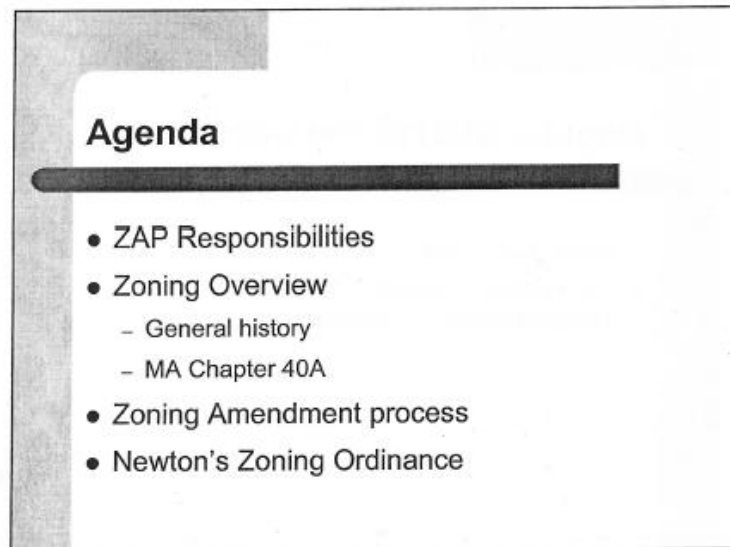 Agenda
● ZAP Responsibilities
● Zoning Overview
– General history
– MA Chapter 40A
● Zoning Amendment process
● Newton's Zoning Ordinance